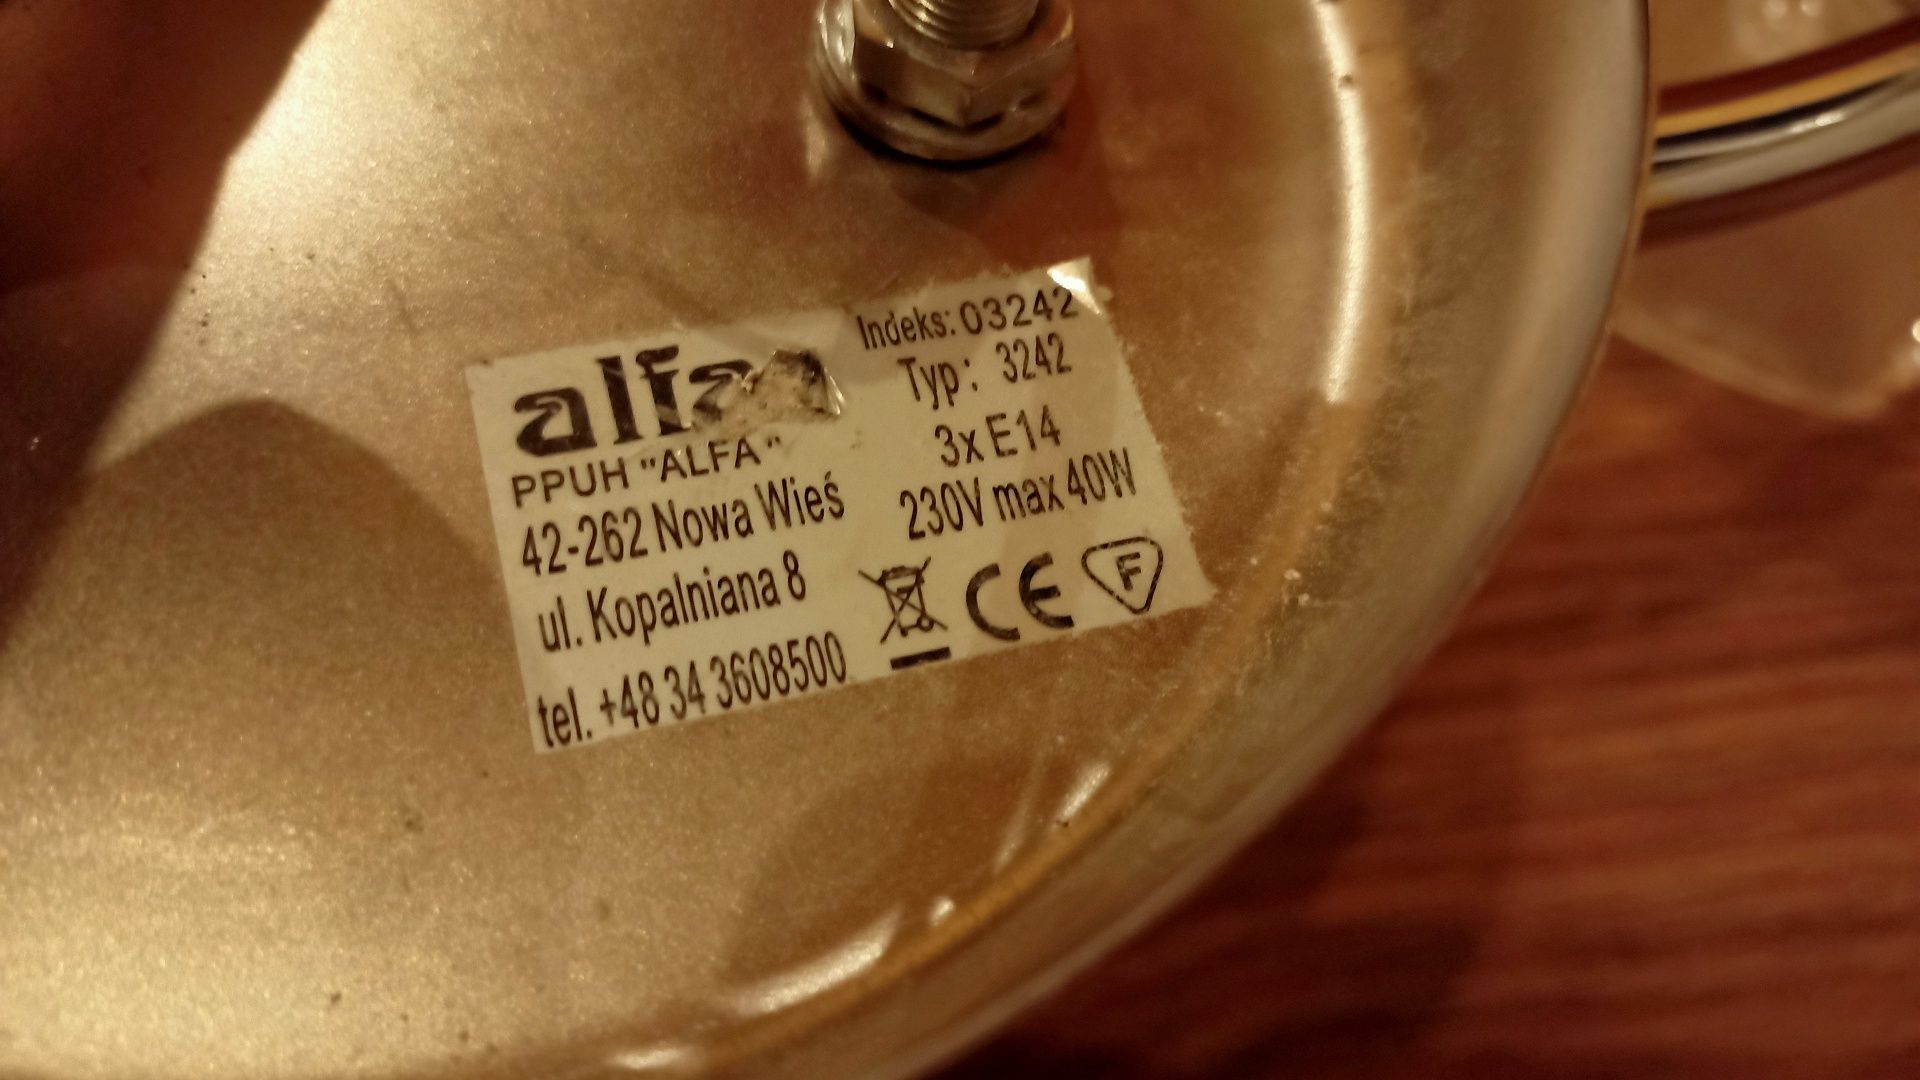 alfa
PPUH "ALFA"
42-262 Nowa Wieś
ul. Kopalniana 8
tel. +48 34 3608500
Indeks: 03242
Typ: 3242
3x E14
230V max 40W
CE F